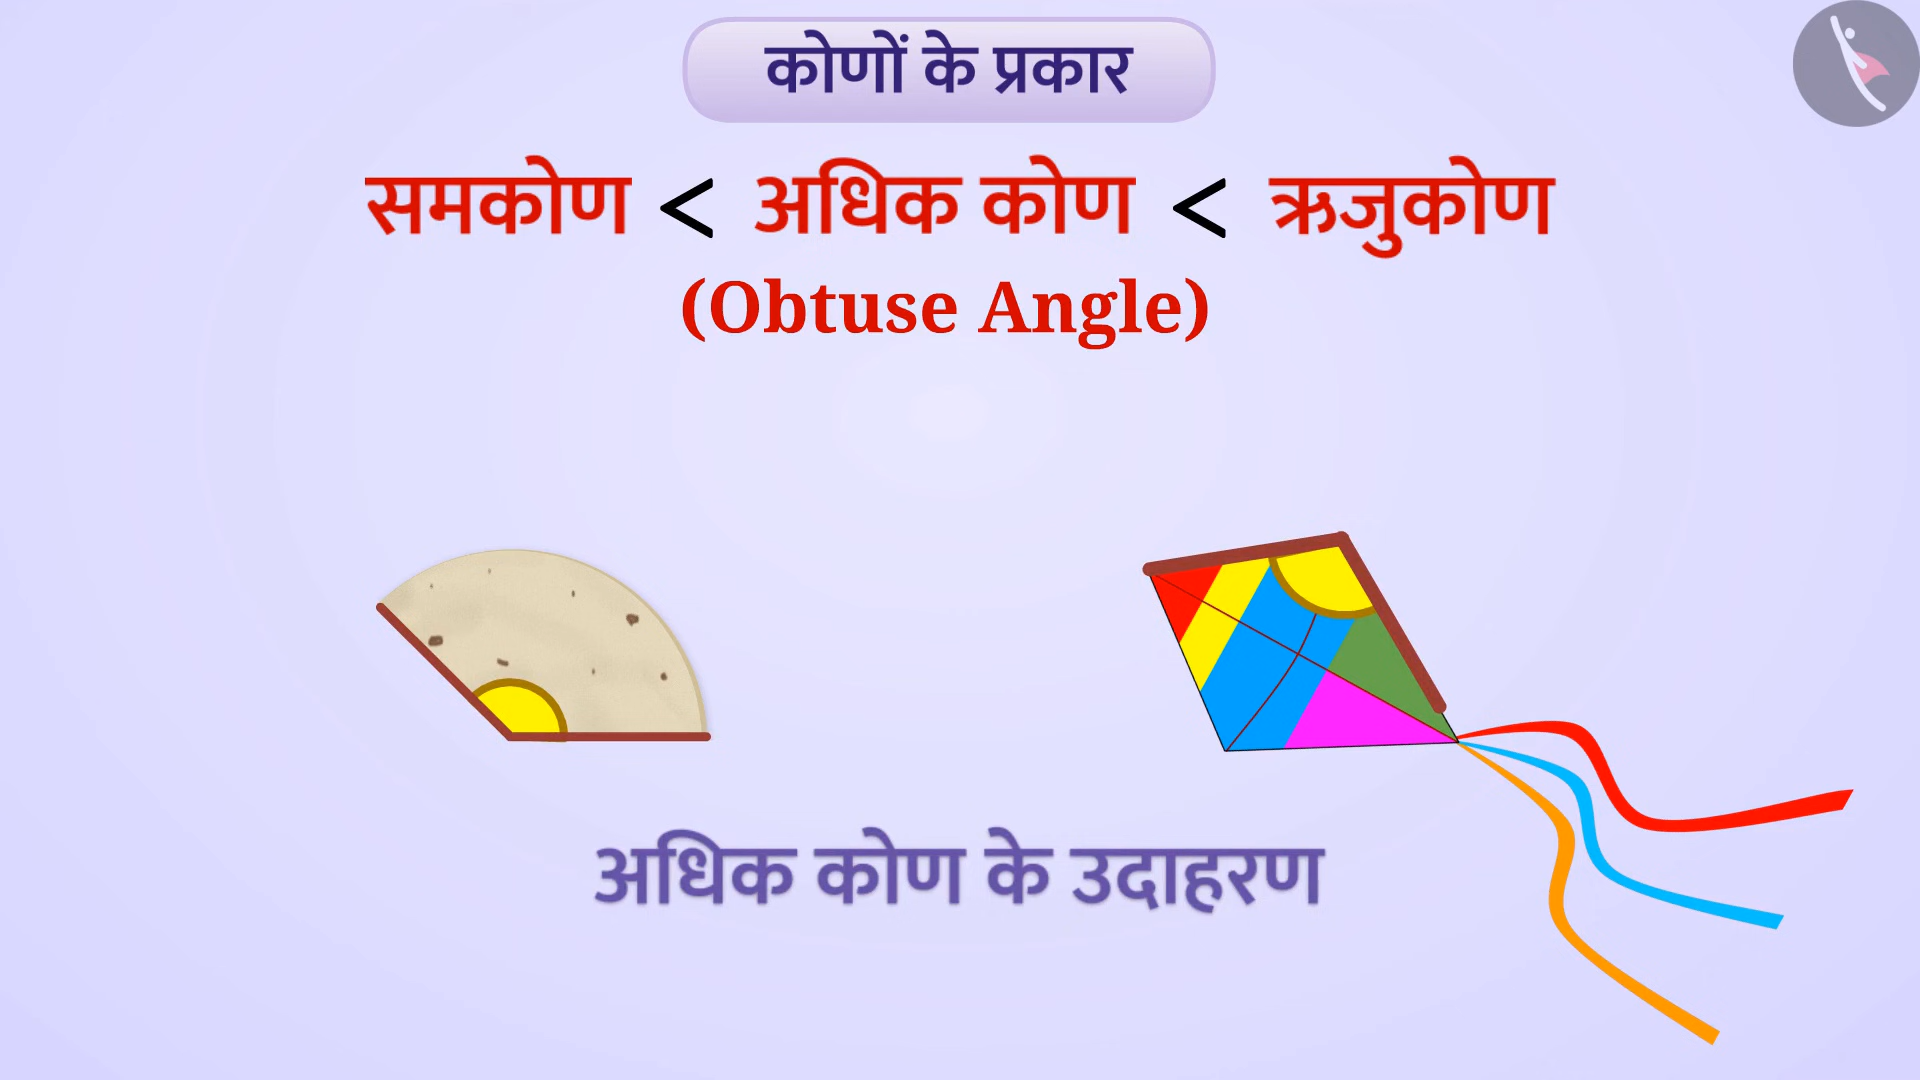 कोणों के प्रकार
समकोण < अधिक कोण < ऋजुकोण
(Obtuse Angle)
अधिक कोण के उदाहरण